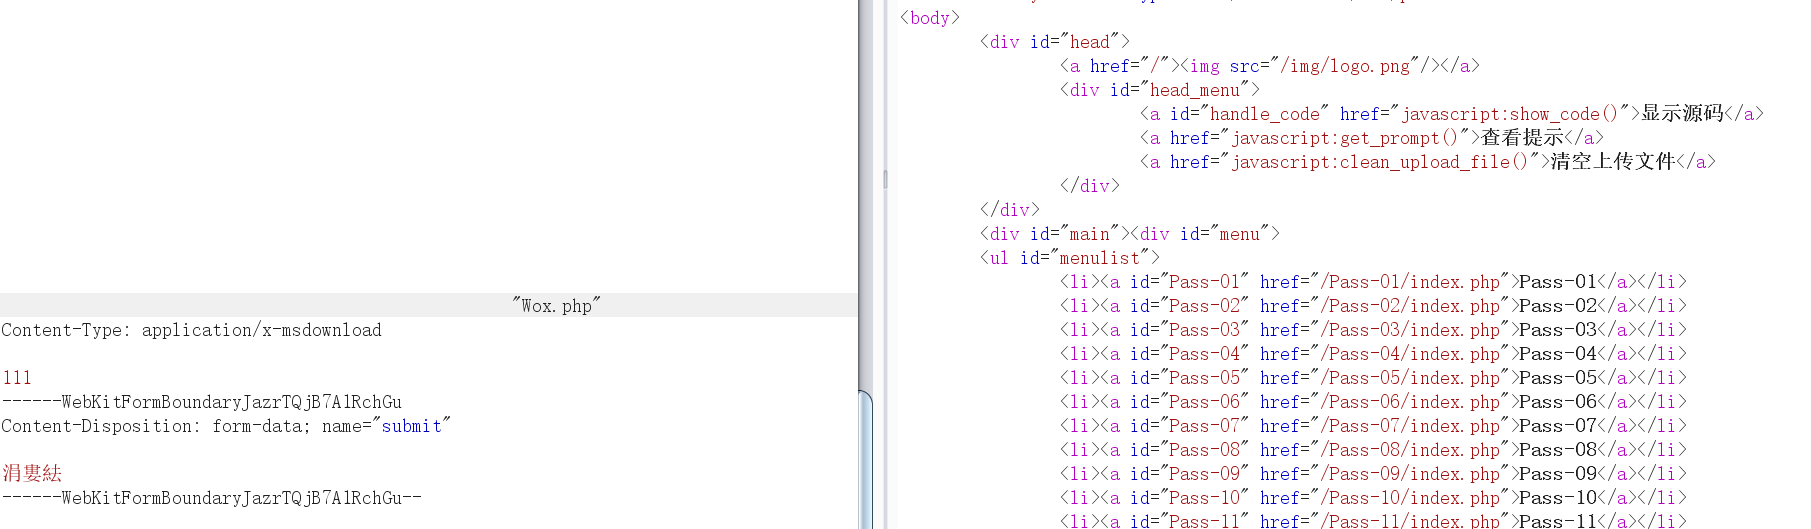 "Wox.php"
Content-Type: application/x-msdownload
111
------WebKitFormBoundaryJazrTQjB7AlRchGu
Content-Disposition: form-data; name="submit"
涓婁紶
------WebKitFormBoundaryJazrTQjB7AlRchGu--
<body>
<div id="head">
<a href="/"><img src="/img/logo.png"/></a>
<div id="head_menu">
<a id="handle_code" href="javascript:show_code()">显示源码</a>
<a href="javascript:get_prompt()">查看提示</a>
<a href="javascript:clean_upload_file()">清空上传文件</a>
</div>
</div>
<div id="main"><div id="menu">
<ul id="menulist">
<li><a id="Pass-01" href="/Pass-01/index.php">Pass-01</a></li>
<li><a id="Pass-02" href="/Pass-02/index.php">Pass-02</a></li>
<li><a id="Pass-03" href="/Pass-03/index.php">Pass-03</a></li>
<li><a id="Pass-04" href="/Pass-04/index.php">Pass-04</a></li>
<li><a id="Pass-05" href="/Pass-05/index.php">Pass-05</a></li>
<li><a id="Pass-06" href="/Pass-06/index.php">Pass-06</a></li>
<li><a id="Pass-07" href="/Pass-07/index.php">Pass-07</a></li>
<li><a id="Pass-08" href="/Pass-08/index.php">Pass-08</a></li>
<li><a id="Pass-09" href="/Pass-09/index.php">Pass-09</a></li>
<li><a id="Pass-10" href="/Pass-10/index.php">Pass-10</a></li>
<li><a id="Pass-11" href="/Pass-11/index.php">Pass-11</a></li>